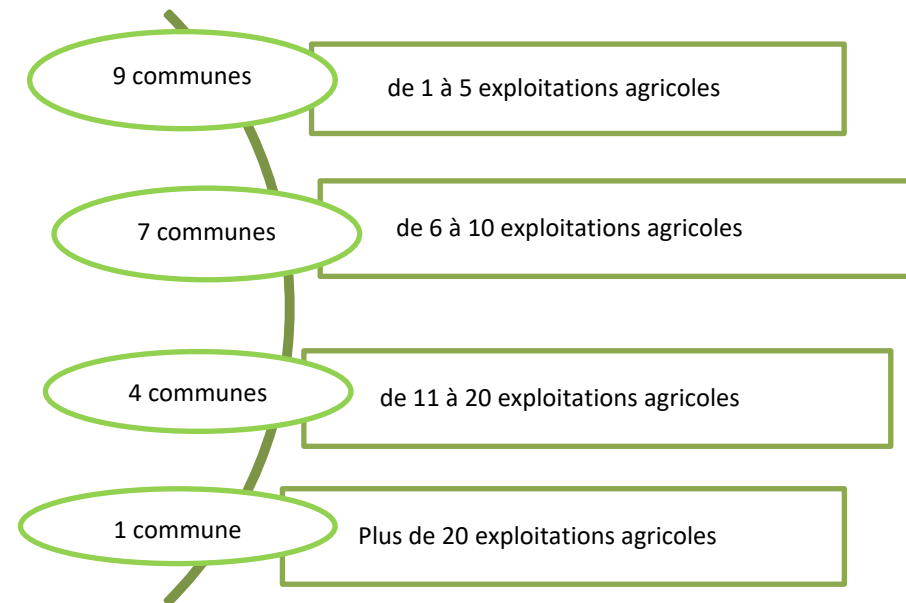 9 communes
de 1 à 5 exploitations agricoles
7 communes
de 6 à 10 exploitations agricoles
4 communes
de 11 à 20 exploitations agricoles
1 commune
Plus de 20 exploitations agricoles